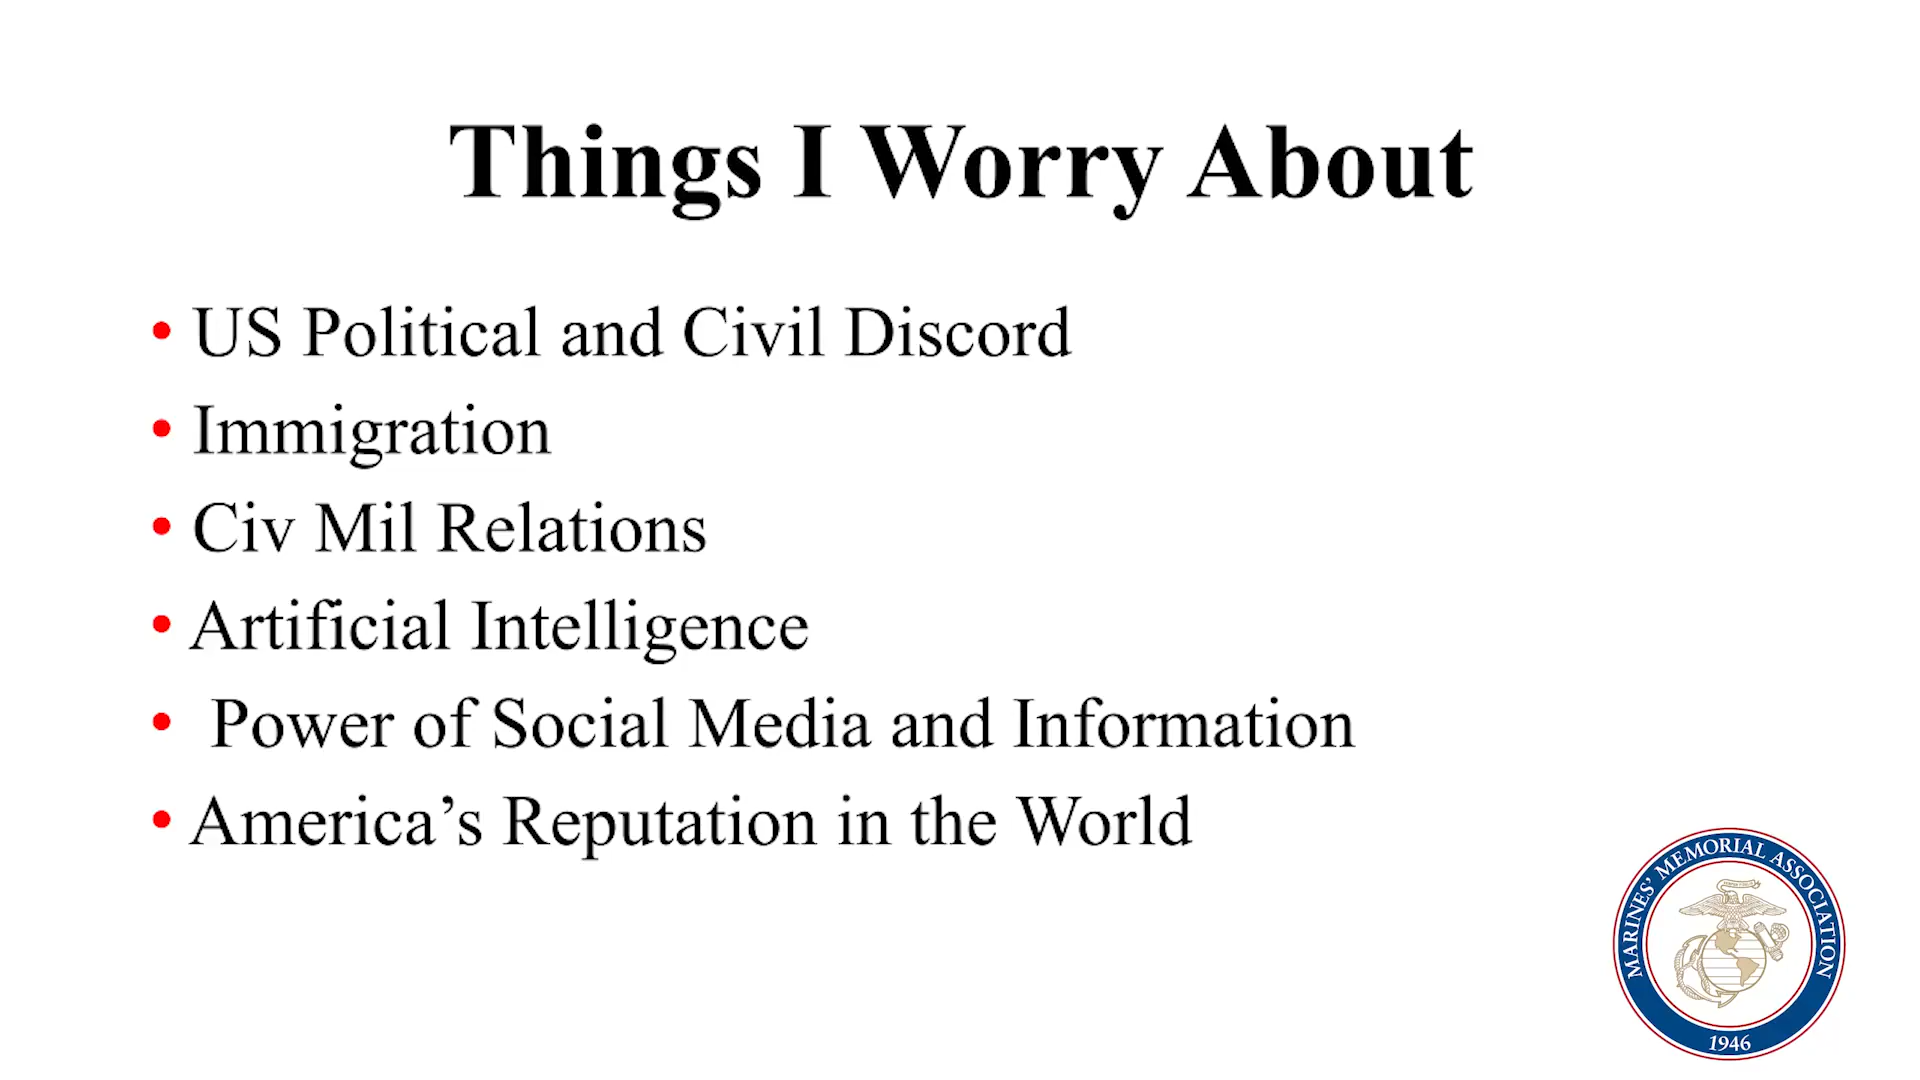 Things I Worry About
• US Political and Civil Discord
• Immigration
• Civ Mil Relations
• Artificial Intelligence
• Power of Social Media and Information
• America’s Reputation in the World
MARINES’ MEMORIAL ASSOCIATION
1946